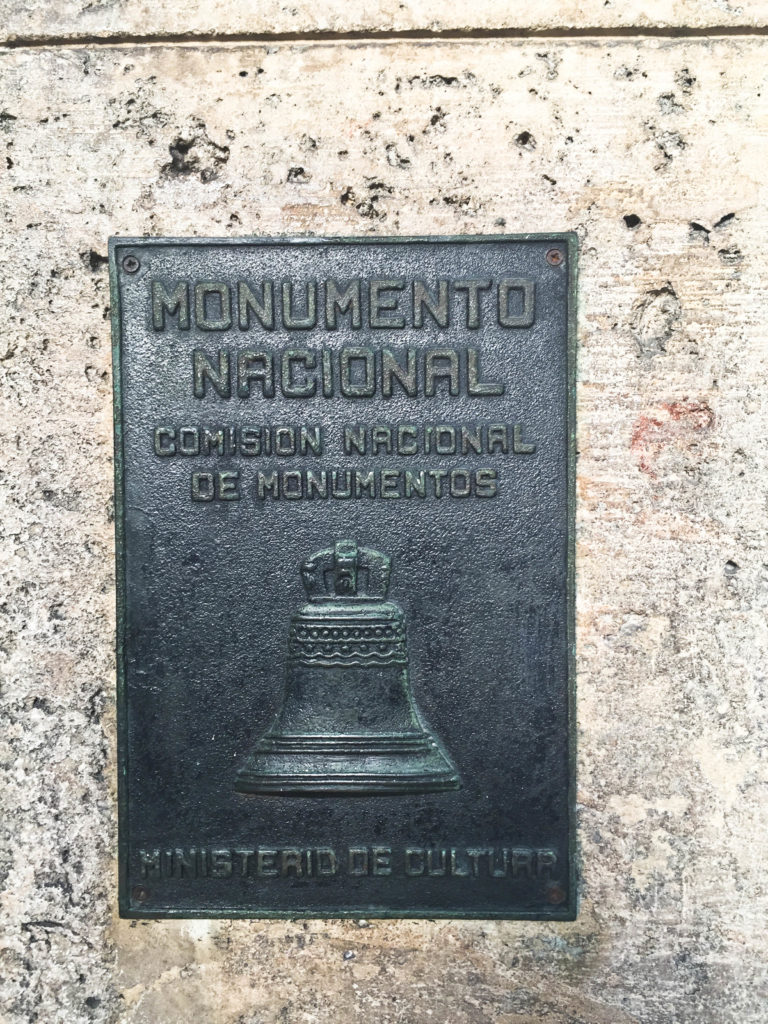 MONUMENTO
NACIONAL
COMISION NACIONAL
DE MONUMENTOS
MINISTERIO DE CULTURA